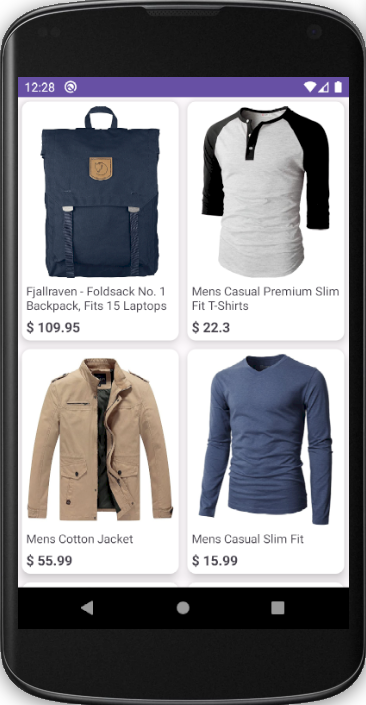 12:28
Fjallraven - Foldsack No. 1
Backpack, Fits 15 Laptops
$ 109.95
Mens Casual Premium Slim
Fit T-Shirts
$ 22.3
Mens Cotton Jacket
$ 55.99
Mens Casual Slim Fit
$ 15.99